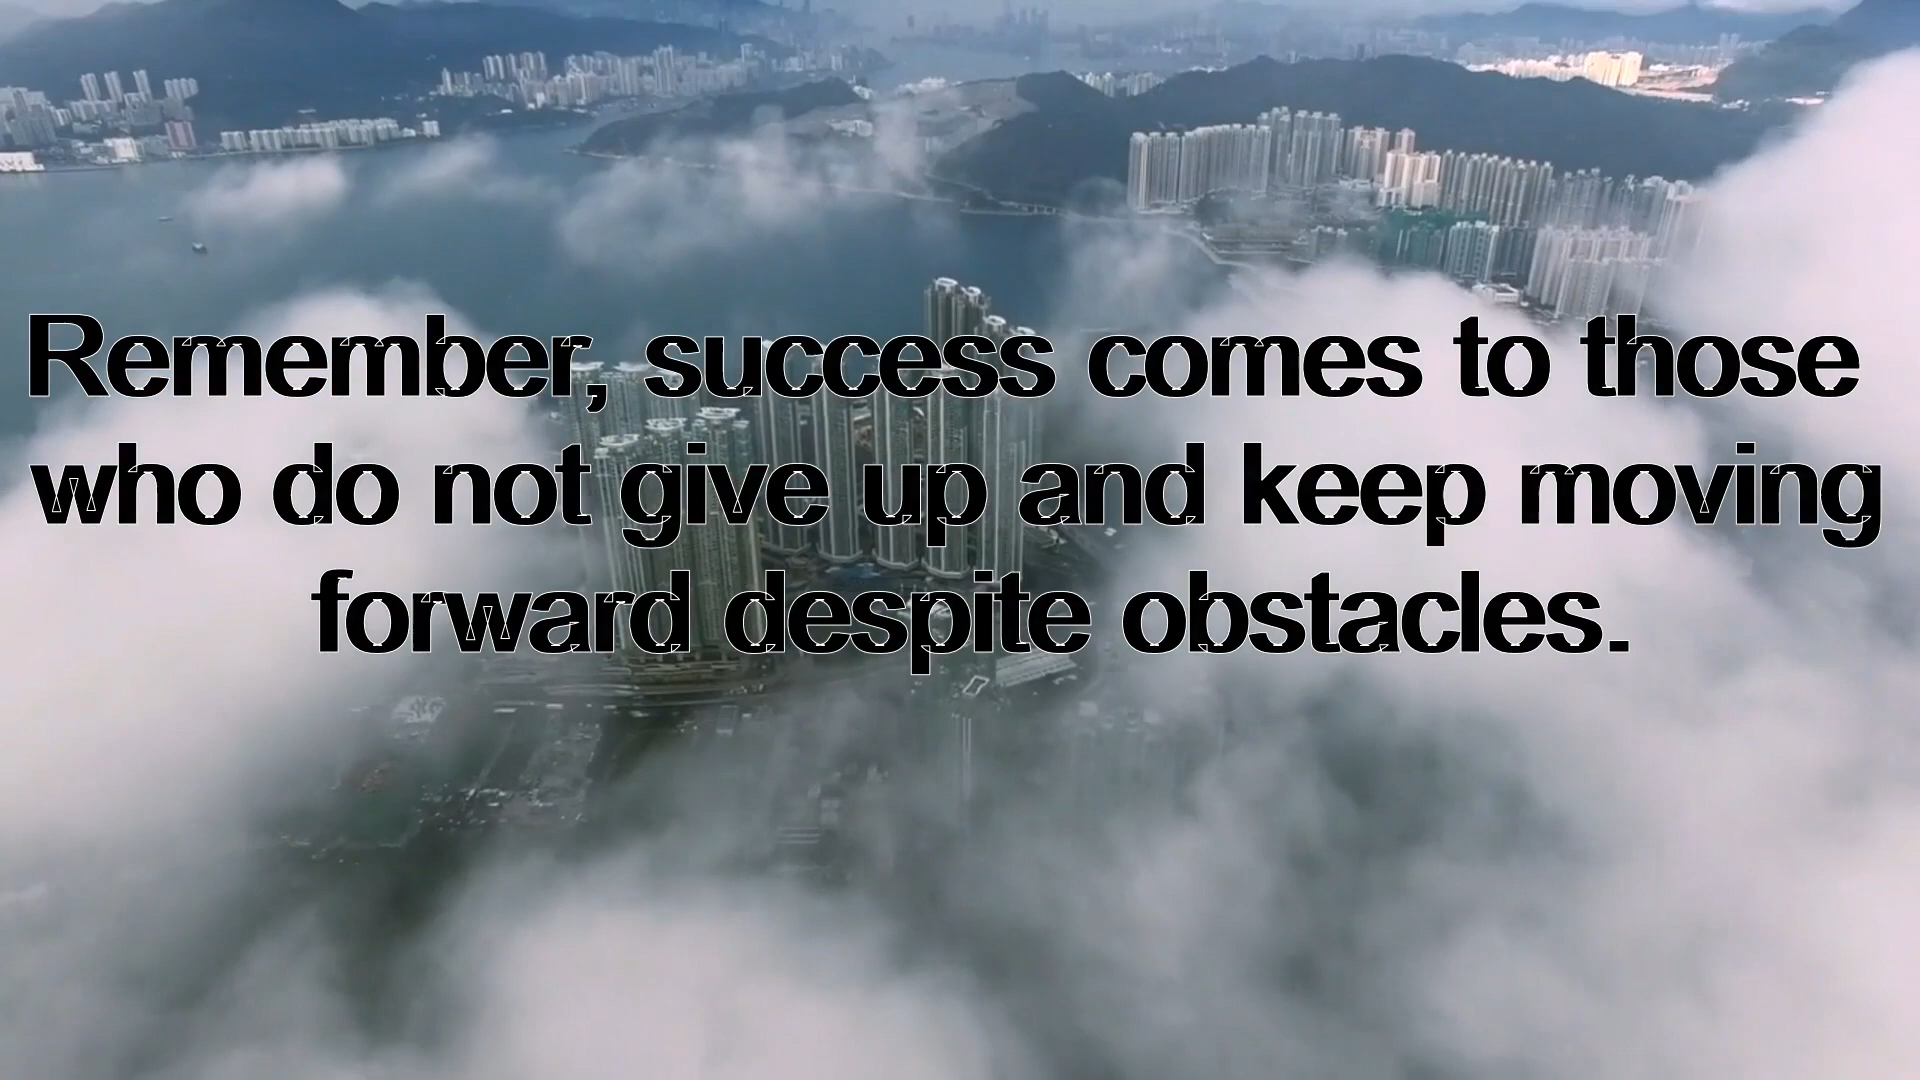 Remember, success comes to those
who do not give up and keep moving
forward despite obstacles.